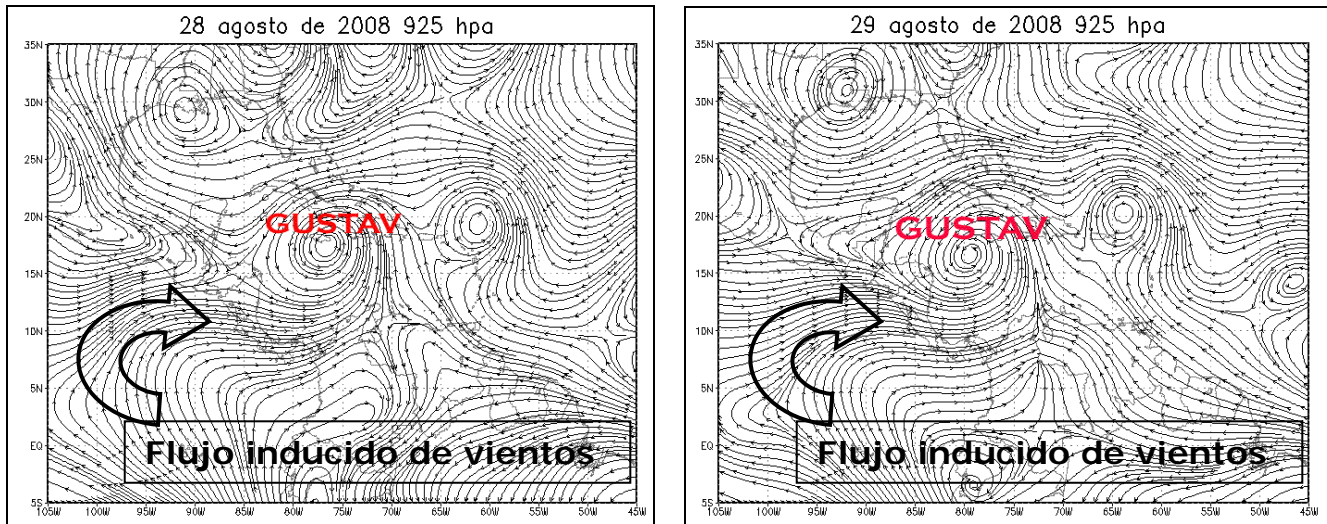 28 agosto de 2008 925 hpa
35N
30N
25N
20N
15N
10N
5N
EQ
5S
105W 100W 95W 90W 85W 80W 75W 70W 65W 60W 55W 50W 45W
GUSTAV
Flujo inducido de vientos
29 agosto de 2008 925 hpa
35N
30N
25N
20N
15N
10N
5N
EQ
5S
105W 100W 95W 90W 85W 80W 75W 70W 65W 60W 55W 50W 45W
GUSTAV
Flujo inducido de vientos